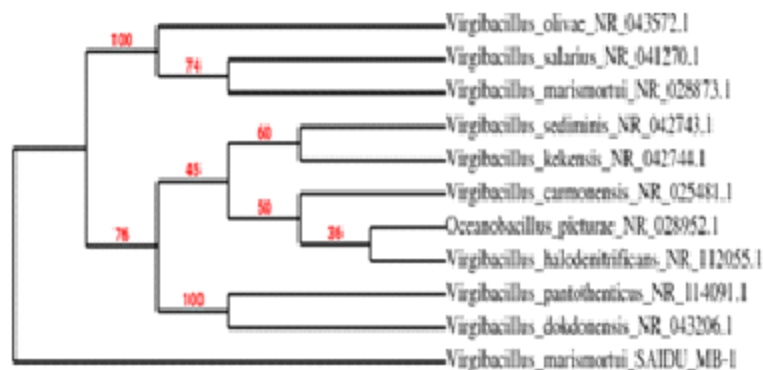 Virgibacillus_olivae_NR_043572.1
100
Virgibacillus_salarius_NR_041270.1
74
Virgibacillus_marismortui_NR_028873.1
Virgibacillus_sediminis_NR_042743.1
60
Virgibacillus_kekensis_NR_042744.1
45
Virgibacillus_carmonensis_NR_025481.1
50
Oceanobacillus_picturae_NR_028952.1
36
78
Virgibacillus_halodenitrificans_NR_112055.1
Virgibacillus_pantothenticus_NR_114091.1
100
Virgibacillus_dokdonensis_NR_043206.1
Virgibacillus_marismortui_SAIDU_MB-1